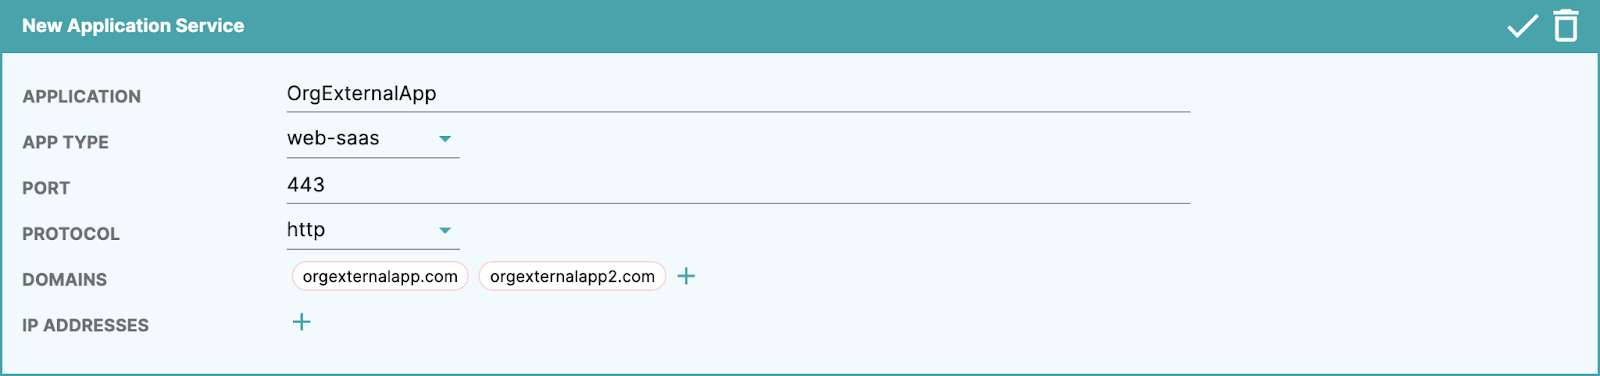 New Application Service
APPLICATION OrgExternalApp
APP TYPE web-saas
PORT 443
PROTOCOL http
DOMAINS orgexternalapp.com orgexternalapp2.com +
IP ADDRESSES +